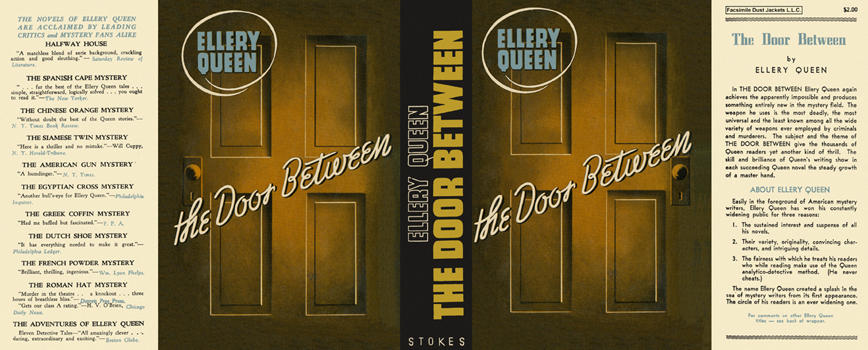 THE NOVELS OF ELLERY QUEEN
ARE ACCLAIMED BY LEADING
CRITICS and MYSTERY FANS ALIKE
HALFWAY HOUSE
"A matchless blend of eerie background, crackling
action and good sleuthing."—Saturday Review of
Literature.
THE SPANISH CAPE MYSTERY
". . . for the best of the Ellery Queen tales . . .
simple, straightforward, logically solved . . . you ought
to read it."—The New Yorker.
THE CHINESE ORANGE MYSTERY
"Without doubt the best of the Queen stories."—
N. Y. Times Book Review.
THE SIAMESE TWIN MYSTERY
"Here is a thriller and no mistake."—Will Cuppy,
N. Y. Herald-Tribune.
THE AMERICAN GUN MYSTERY
"A humdinger."—N. Y. Times.
THE EGYPTIAN CROSS MYSTERY
"Another bull's-eye for Ellery Queen."—Philadelphia
Inquirer.
THE GREEK COFFIN MYSTERY
"Had me baffled but fascinated."—F. P. A.
THE DUTCH SHOE MYSTERY
"It has everything needed to make it great."—
Philadelphia Ledger.
THE FRENCH POWDER MYSTERY
"Brilliant, thrilling, ingenious."—Wm. Lyon Phelps.
THE ROMAN HAT MYSTERY
"Murder in the theatre . . . a knockout . . . three
hours of breathless bliss."—Detroit Free Press.
"Gets our class A rating."—H. V. O'Brien, Chicago
Daily News.
THE ADVENTURES OF ELLERY QUEEN
Eleven Detective Tales—"All amazingly clever . . .
daring, extraordinary and exciting."—Boston Globe.
ELLERY
QUEEN
the Door Between
ELLERY QUEEN
THE DOOR BETWEEN
STOKES
ELLERY
QUEEN
the Door Between
Facsimile Dust Jackets L.L.C.
$2.00
The Door Between
by
ELLERY QUEEN
In THE DOOR BETWEEN Ellery Queen again
achieves the apparently impossible and produces
something entirely new in the mystery field. The
weapon he uses is the most deadly, the most
universal and the least known among all the wide
variety of weapons ever employed by criminals
and murderers. The subject and the theme of
THE DOOR BETWEEN give the thousands of
Queen readers yet another kind of thrill. The
skill and brilliance of Queen's writing show in
each succeeding Queen novel the steady growth
of a master hand.
ABOUT ELLERY QUEEN
Easily in the foreground of American mystery
writers, Ellery Queen has won his constantly
widening public for three reasons:
1. The sustained interest and suspense of all
his novels.
2. Their variety, originality, convincing char-
acters, and intriguing details.
3. The fairness with which he treats his readers
who while reading make use of the Queen
analytico-deductive method. (He never
cheats.)
The name Ellery Queen created a splash in the
sea of mystery writers from its first appearance.
The circle of his readers is an ever widening one.
For comments on other Ellery Queen
titles — see back of wrapper.